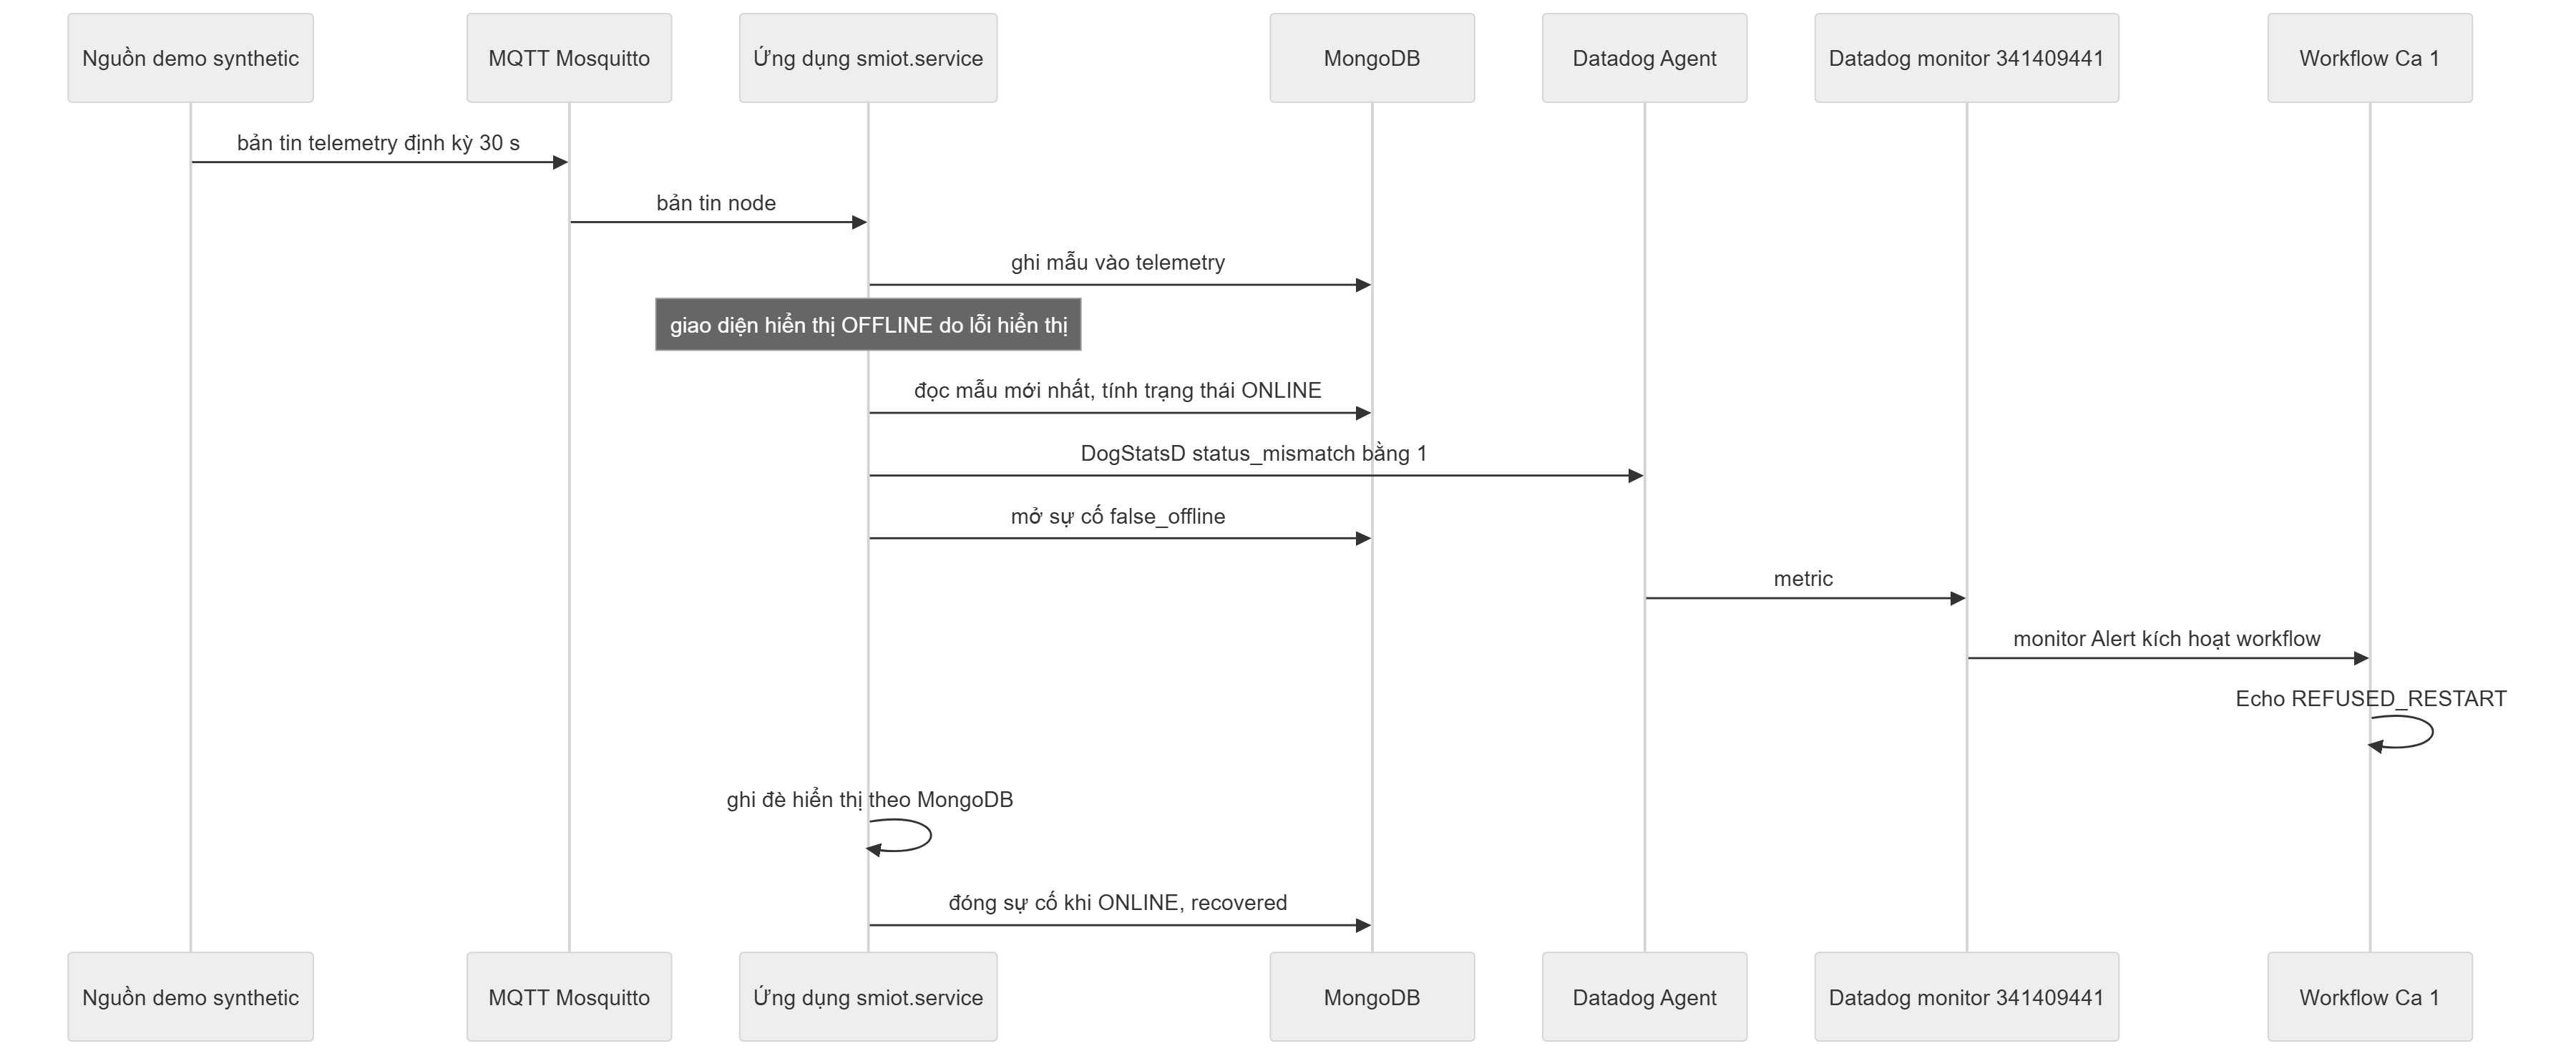 Nguồn demo synthetic
MQTT Mosquitto
Ứng dụng smiot.service
MongoDB
Datadog Agent
Datadog monitor 341409441
Workflow Ca 1
bản tin telemetry định kỳ 30 s
bản tin node
ghi mẫu vào telemetry
giao diện hiển thị OFFLINE do lỗi hiển thị
đọc mẫu mới nhất, tính trạng thái ONLINE
DogStatsD status_mismatch bằng 1
mở sự cố false_offline
metric
monitor Alert kích hoạt workflow
Echo REFUSED_RESTART
ghi đè hiển thị theo MongoDB
đóng sự cố khi ONLINE, recovered
Nguồn demo synthetic
MQTT Mosquitto
Ứng dụng smiot.service
MongoDB
Datadog Agent
Datadog monitor 341409441
Workflow Ca 1